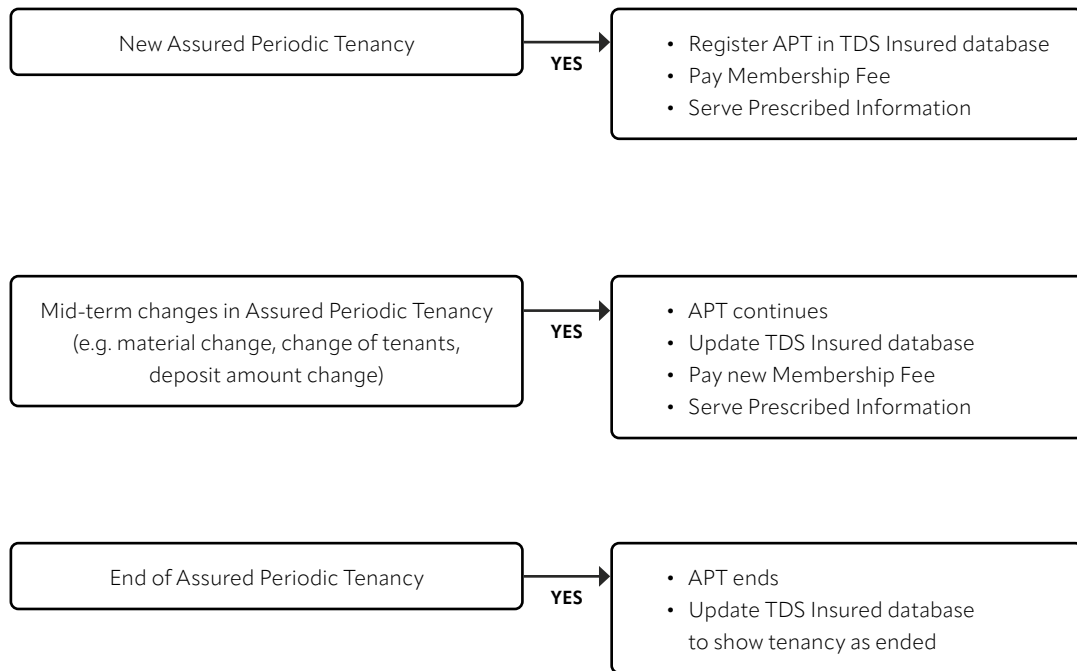 New Assured Periodic Tenancy
YES
• Register APT in TDS Insured database
• Pay Membership Fee
• Serve Prescribed Information
Mid-term changes in Assured Periodic Tenancy
(e.g. material change, change of tenants,
deposit amount change)
YES
• APT continues
• Update TDS Insured database
• Pay new Membership Fee
• Serve Prescribed Information
End of Assured Periodic Tenancy
YES
• APT ends
• Update TDS Insured database
to show tenancy as ended